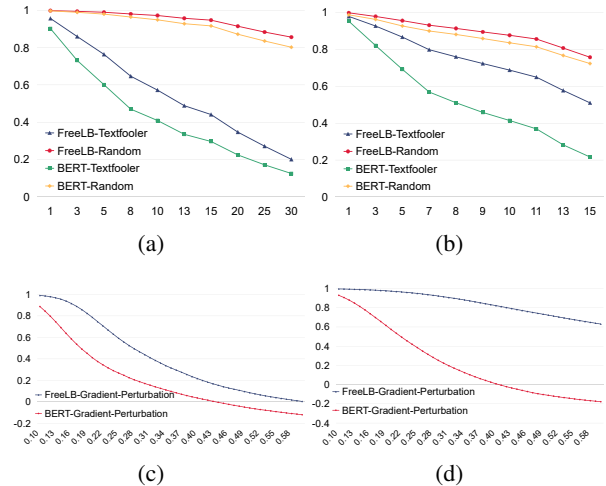 1
0.8
0.6
0.4
0.2
0
FreeLB-Textfooler
FreeLB-Random
BERT-Textfooler
BERT-Random
1 3 5 8 10 13 15 20 25 30
(a)
1
0.8
0.6
0.4
0.2
0
FreeLB-Textfooler
FreeLB-Random
BERT-Textfooler
BERT-Random
1 3 5 7 8 9 10 11 13 15
(b)
1
0.8
0.6
0.4
0.2
0
-0.2
FreeLB-Gradient-Perturbation
BERT-Gradient-Perturbation
0.10 0.13 0.16 0.19 0.22 0.25 0.28 0.31 0.34 0.37 0.40 0.43 0.46 0.49 0.52 0.55 0.58
(c)
1
0.8
0.6
0.4
0.2
0
-0.2
-0.4
FreeLB-Gradient-Perturbation
BERT-Gradient-Perturbation
0.10 0.13 0.16 0.19 0.22 0.25 0.28 0.31 0.34 0.37 0.40 0.43 0.46 0.49 0.52 0.55 0.58
(d)